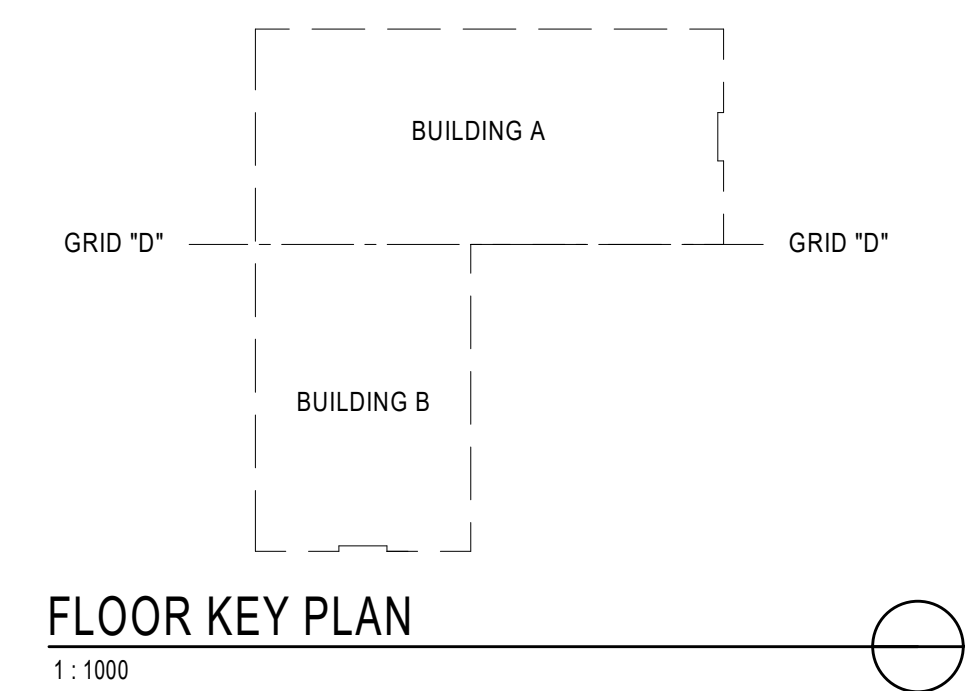 BUILDING A
GRID "D"
GRID "D"
BUILDING B
FLOOR KEY PLAN
1 : 1000